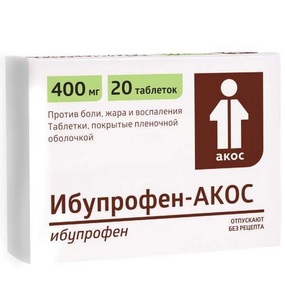 400 мг 20 таблеток
Против боли, жара и воспаления
Таблетки, покрытые пленочной
оболочкой
акос
Ибупрофен-АКОС
ибупрофен
ОТПУСКАЮТ
БЕЗ РЕЦЕПТА